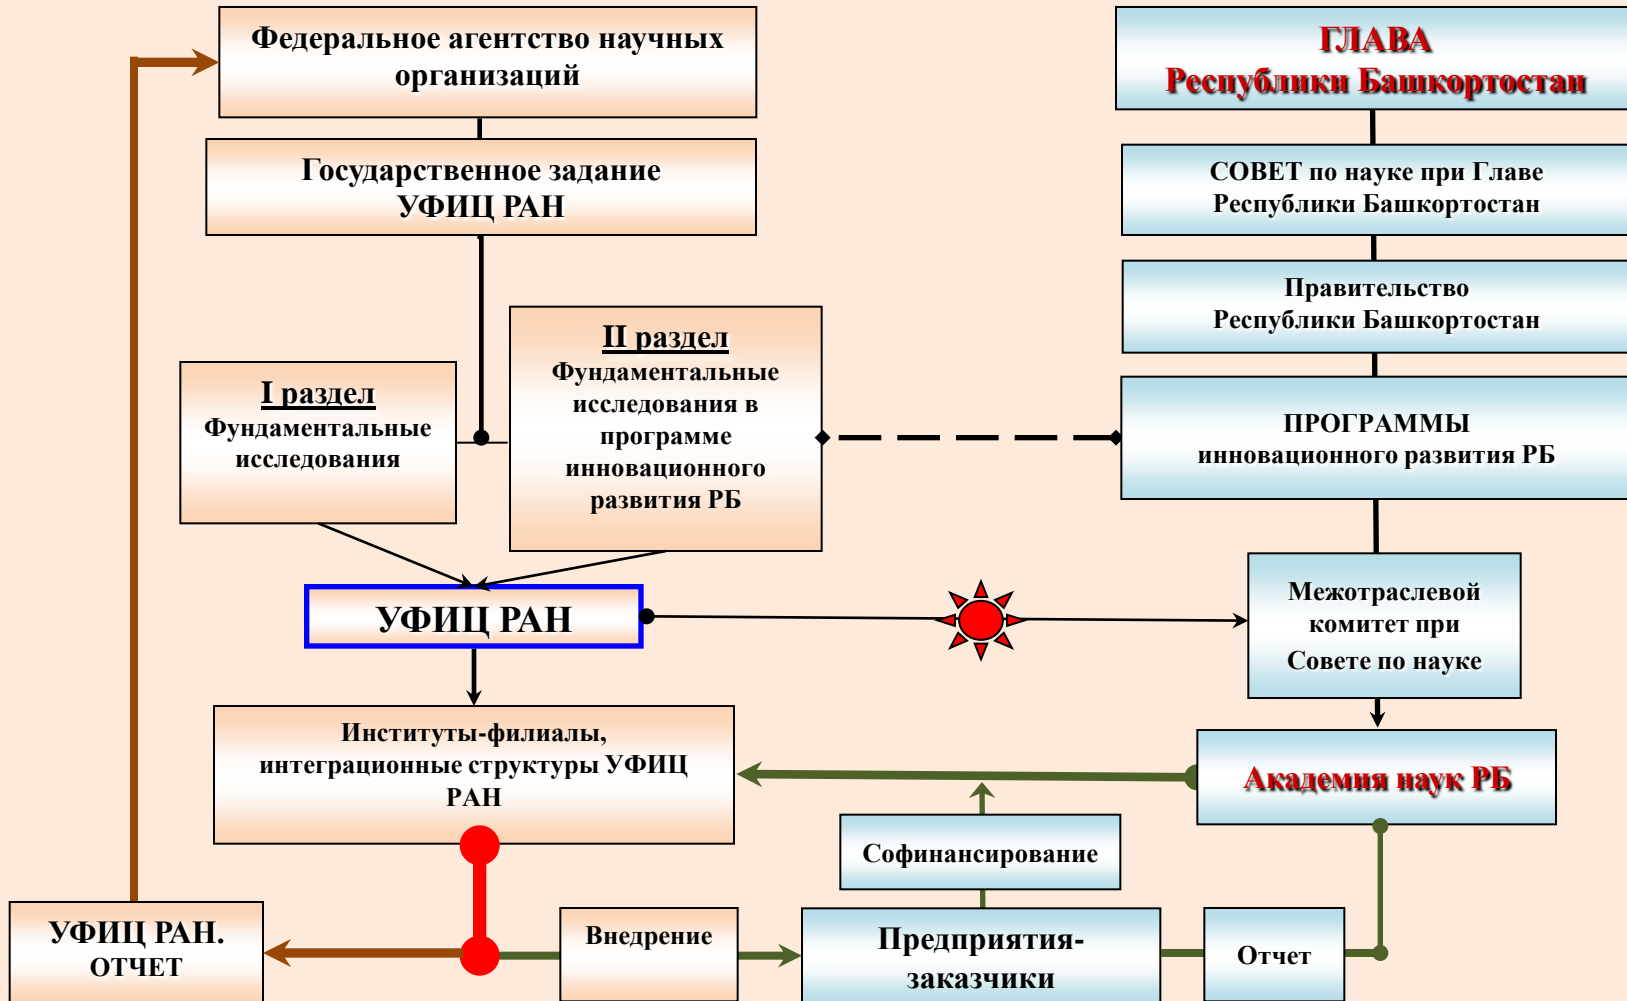 Федеральное агентство научных
организаций
Государственное задание
УФИЦ РАН
I раздел
Фундаментальные
исследования
II раздел
Фундаментальные
исследования в
программе
инновационного
развития РБ
УФИЦ РАН
Институты-филиалы,
интеграционные структуры УФИЦ
РАН
УФИЦ РАН.
ОТЧЕТ
Внедрение
Предприятия-
заказчики
Софинансирование
Отчет
ГЛАВА
Республики Башкортостан
СОВЕТ по науке при Главе
Республики Башкортостан
Правительство
Республики Башкортостан
ПРОГРАММЫ
инновационного развития РБ
Межотраслевой
комитет при
Совете по науке
Академия наук РБ